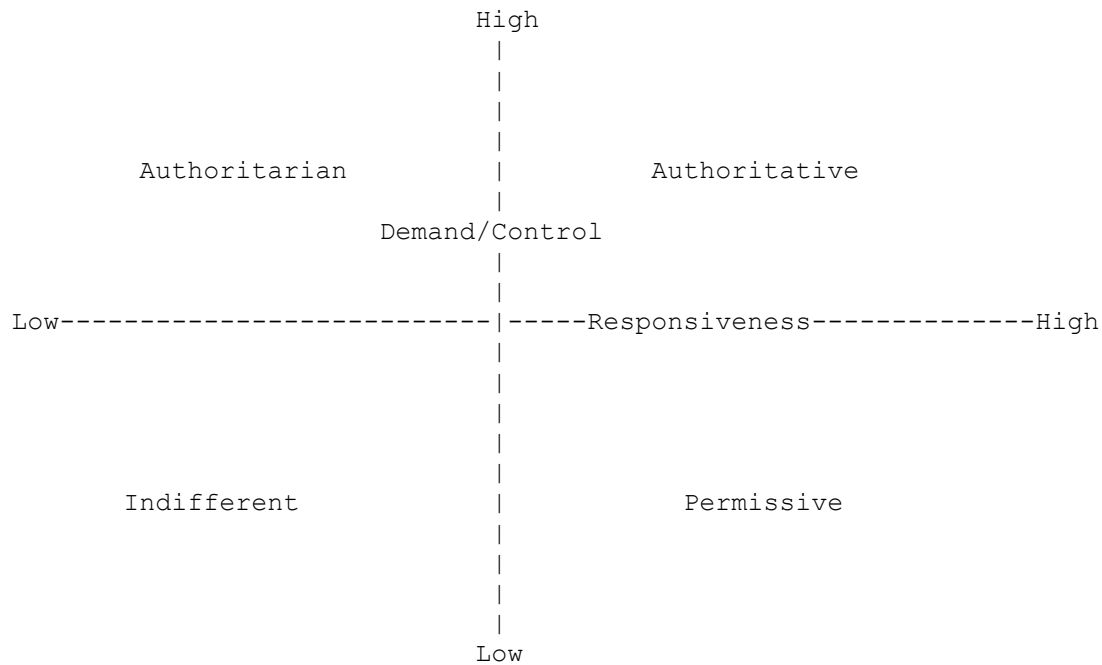 High
Authoritarian Authoritative
Demand/Control
Low---------------------------|-----Responsiveness--------------High
Indifferent Permissive
Low